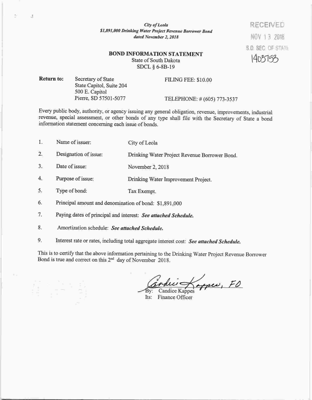 City of Leola
$1,891,000 Drinking Water Project Revenue Borrower Bond
dated November 2, 2018
RECEIVED
NOV 13 2018
S.D. SEC. OF STATE
BOND INFORMATION STATEMENT
State of South Dakota
SDCL § 6-8B-19
Return to: Secretary of State FILING FEE: $10.00
State Capitol, Suite 204
500 E. Capitol
Pierre, SD 57501-5077 TELEPHONE: # (605) 773-3537
Every public body, authority, or agency issuing any general obligation, revenue, improvements, industrial
revenue, special assessment, or other bonds of any type shall file with the Secretary of State a bond
information statement concerning each issue of bonds.
1. Name of issuer: City of Leola
2. Designation of issue: Drinking Water Project Revenue Borrower Bond.
3. Date of issue: November 2, 2018
4. Purpose of issue: Drinking Water Improvement Project.
5. Type of bond: Tax Exempt.
6. Principal amount and denomination of bond: $1,891,000
7. Paying dates of principal and interest: See attached Schedule.
8. Amortization schedule: See attached Schedule.
9. Interest rate or rates, including total aggregate interest cost: See attached Schedule.
This is to certify that the above information pertaining to the Drinking Water Project Revenue Borrower
Bond is true and correct on this 2nd day of November 2018.
Candice Kappes, F.O.
By: Candice Kappes
Its: Finance Officer